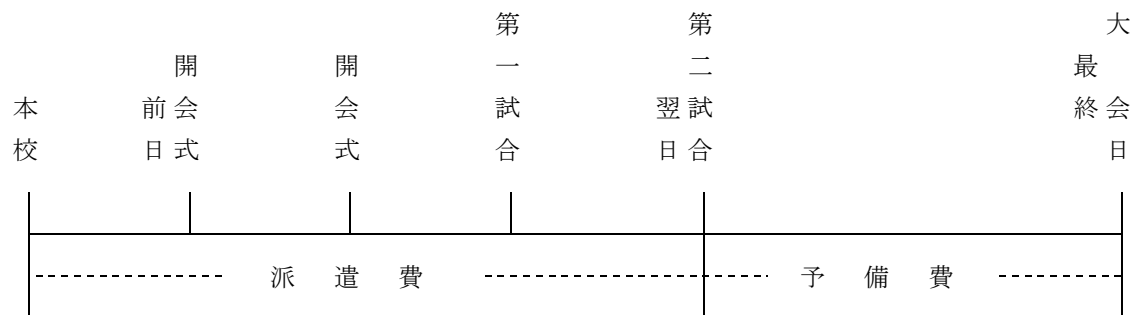 本校
開会式
前日
開会式
第一試合
第二試合
翌日
大会
最終日
派遣費
予備費